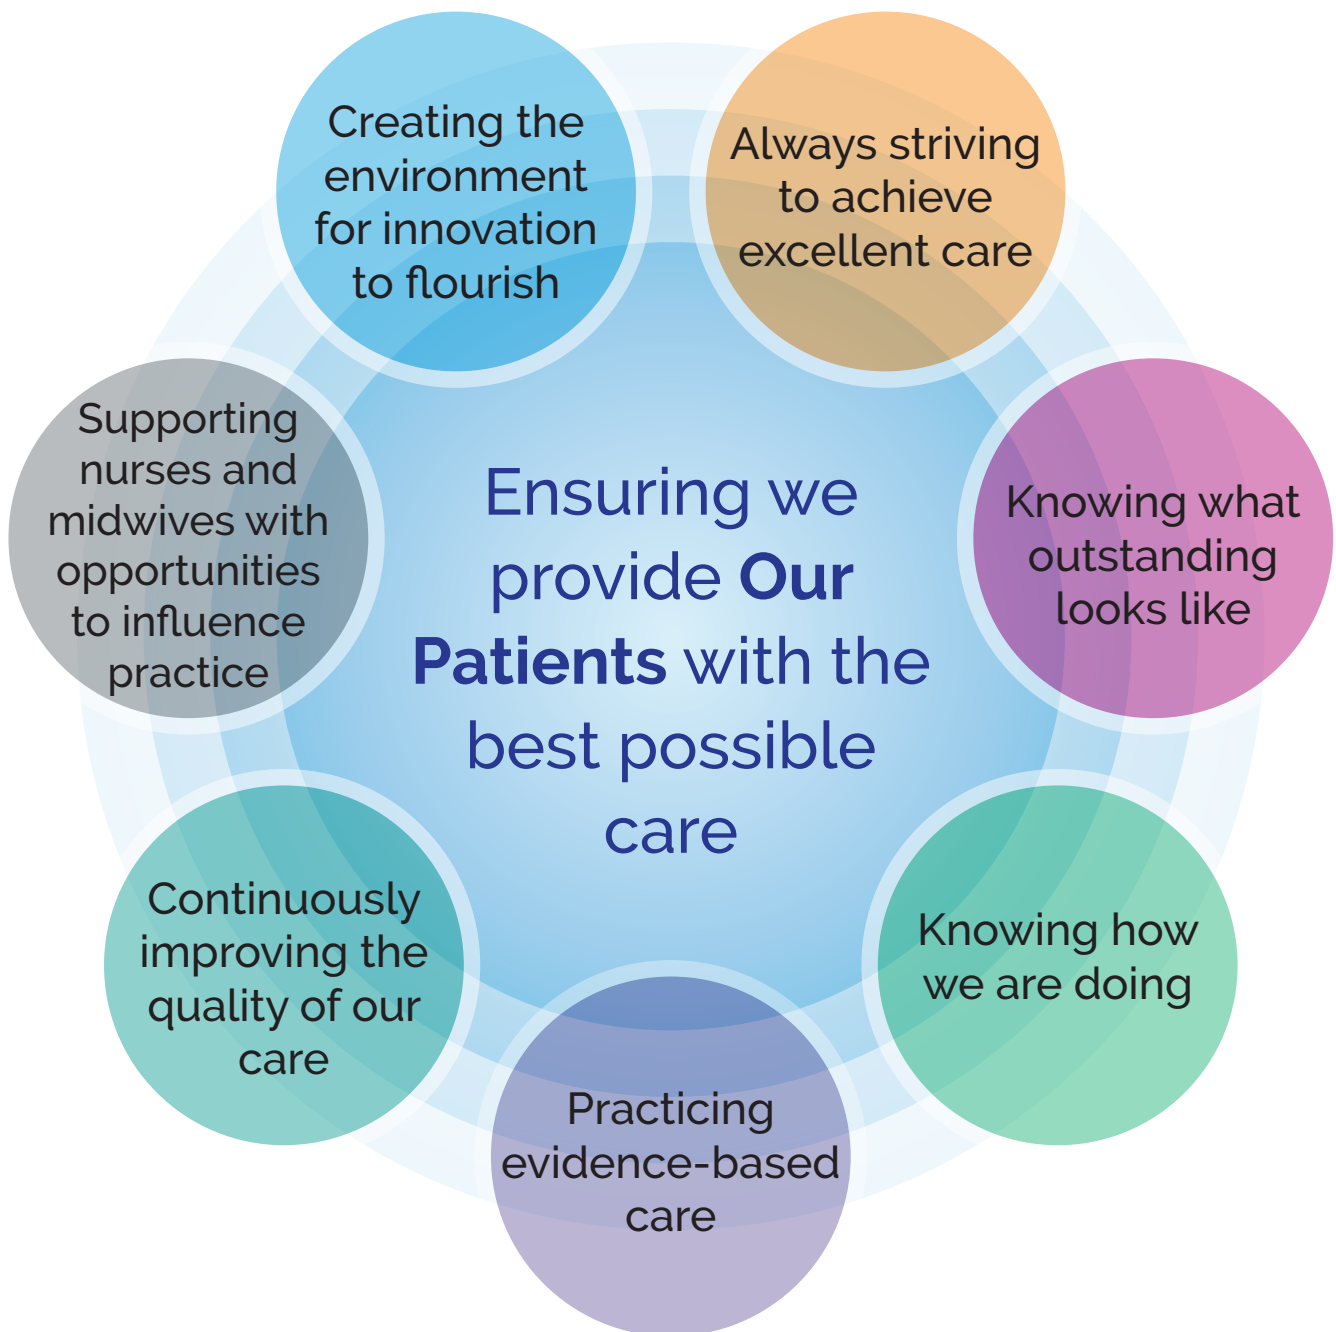 Creating the
environment
for innovation
to flourish
Always striving
to achieve
excellent care
Knowing what
outstanding
looks like
Knowing how
we are doing
Practicing
evidence-based
care
Continuously
improving the
quality of our
care
Supporting
nurses and
midwives with
opportunities
to influence
practice
Ensuring we
provide Our
Patients with the
best possible
care